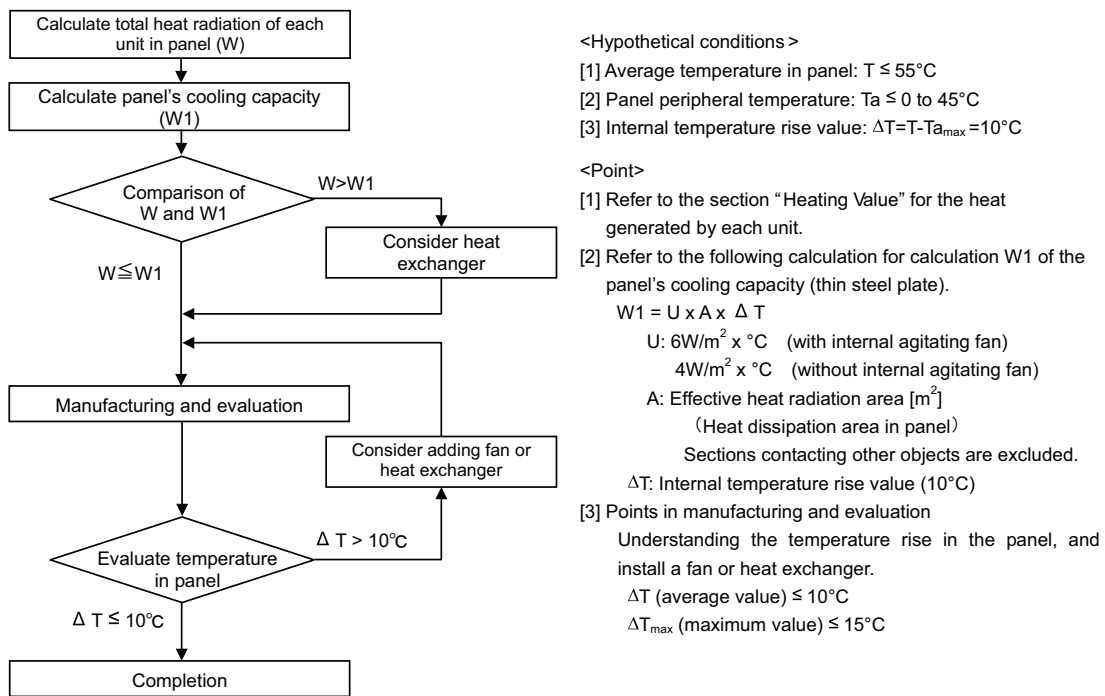 Calculate total heat radiation of each
unit in panel (W)
Calculate panel's cooling capacity
(W1)
Comparison of
W and W1
W>W1
Consider heat
exchanger
W≦W1
Manufacturing and evaluation
Consider adding fan or
heat exchanger
Evaluate temperature
in panel
Δ T > 10℃
Δ T ≤ 10℃
Completion
<Hypothetical conditions>
[1] Average temperature in panel: T ≤ 55°C
[2] Panel peripheral temperature: Ta ≤ 0 to 45°C
[3] Internal temperature rise value: ΔT=T-Taₘₐₓ=10°C
<Point>
[1] Refer to the section "Heating Value" for the heat
generated by each unit.
[2] Refer to the following calculation for calculation W1 of the
panel's cooling capacity (thin steel plate).
W1 = U x A x Δ T
U: 6W/m² x °C (with internal agitating fan)
4W/m² x °C (without internal agitating fan)
A: Effective heat radiation area [m²]
（Heat dissipation area in panel）
Sections contacting other objects are excluded.
ΔT: Internal temperature rise value (10°C)
[3] Points in manufacturing and evaluation
Understanding the temperature rise in the panel, and
install a fan or heat exchanger.
ΔT (average value) ≤ 10°C
ΔTₘₐₓ (maximum value) ≤ 15°C